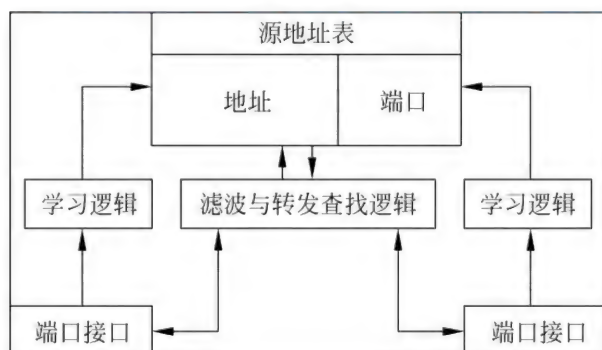 源地址表
地址
端口
学习逻辑
滤波与转发查找逻辑
学习逻辑
端口接口
端口接口